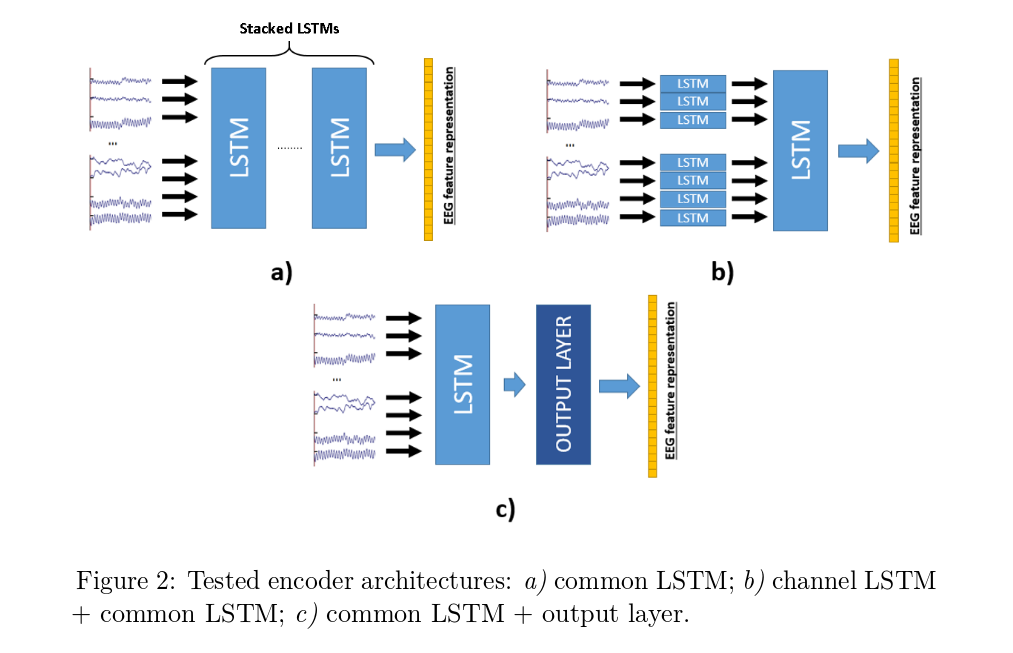 Stacked LSTMs
LSTM
........
LSTM
EEG feature representation
...
a)
LSTM
LSTM
LSTM
...
LSTM
LSTM
LSTM
LSTM
LSTM
EEG feature representation
b)
...
LSTM
OUTPUT LAYER
EEG feature representation
c)
Figure 2: Tested encoder architectures: a) common LSTM; b) channel LSTM
+ common LSTM; c) common LSTM + output layer.